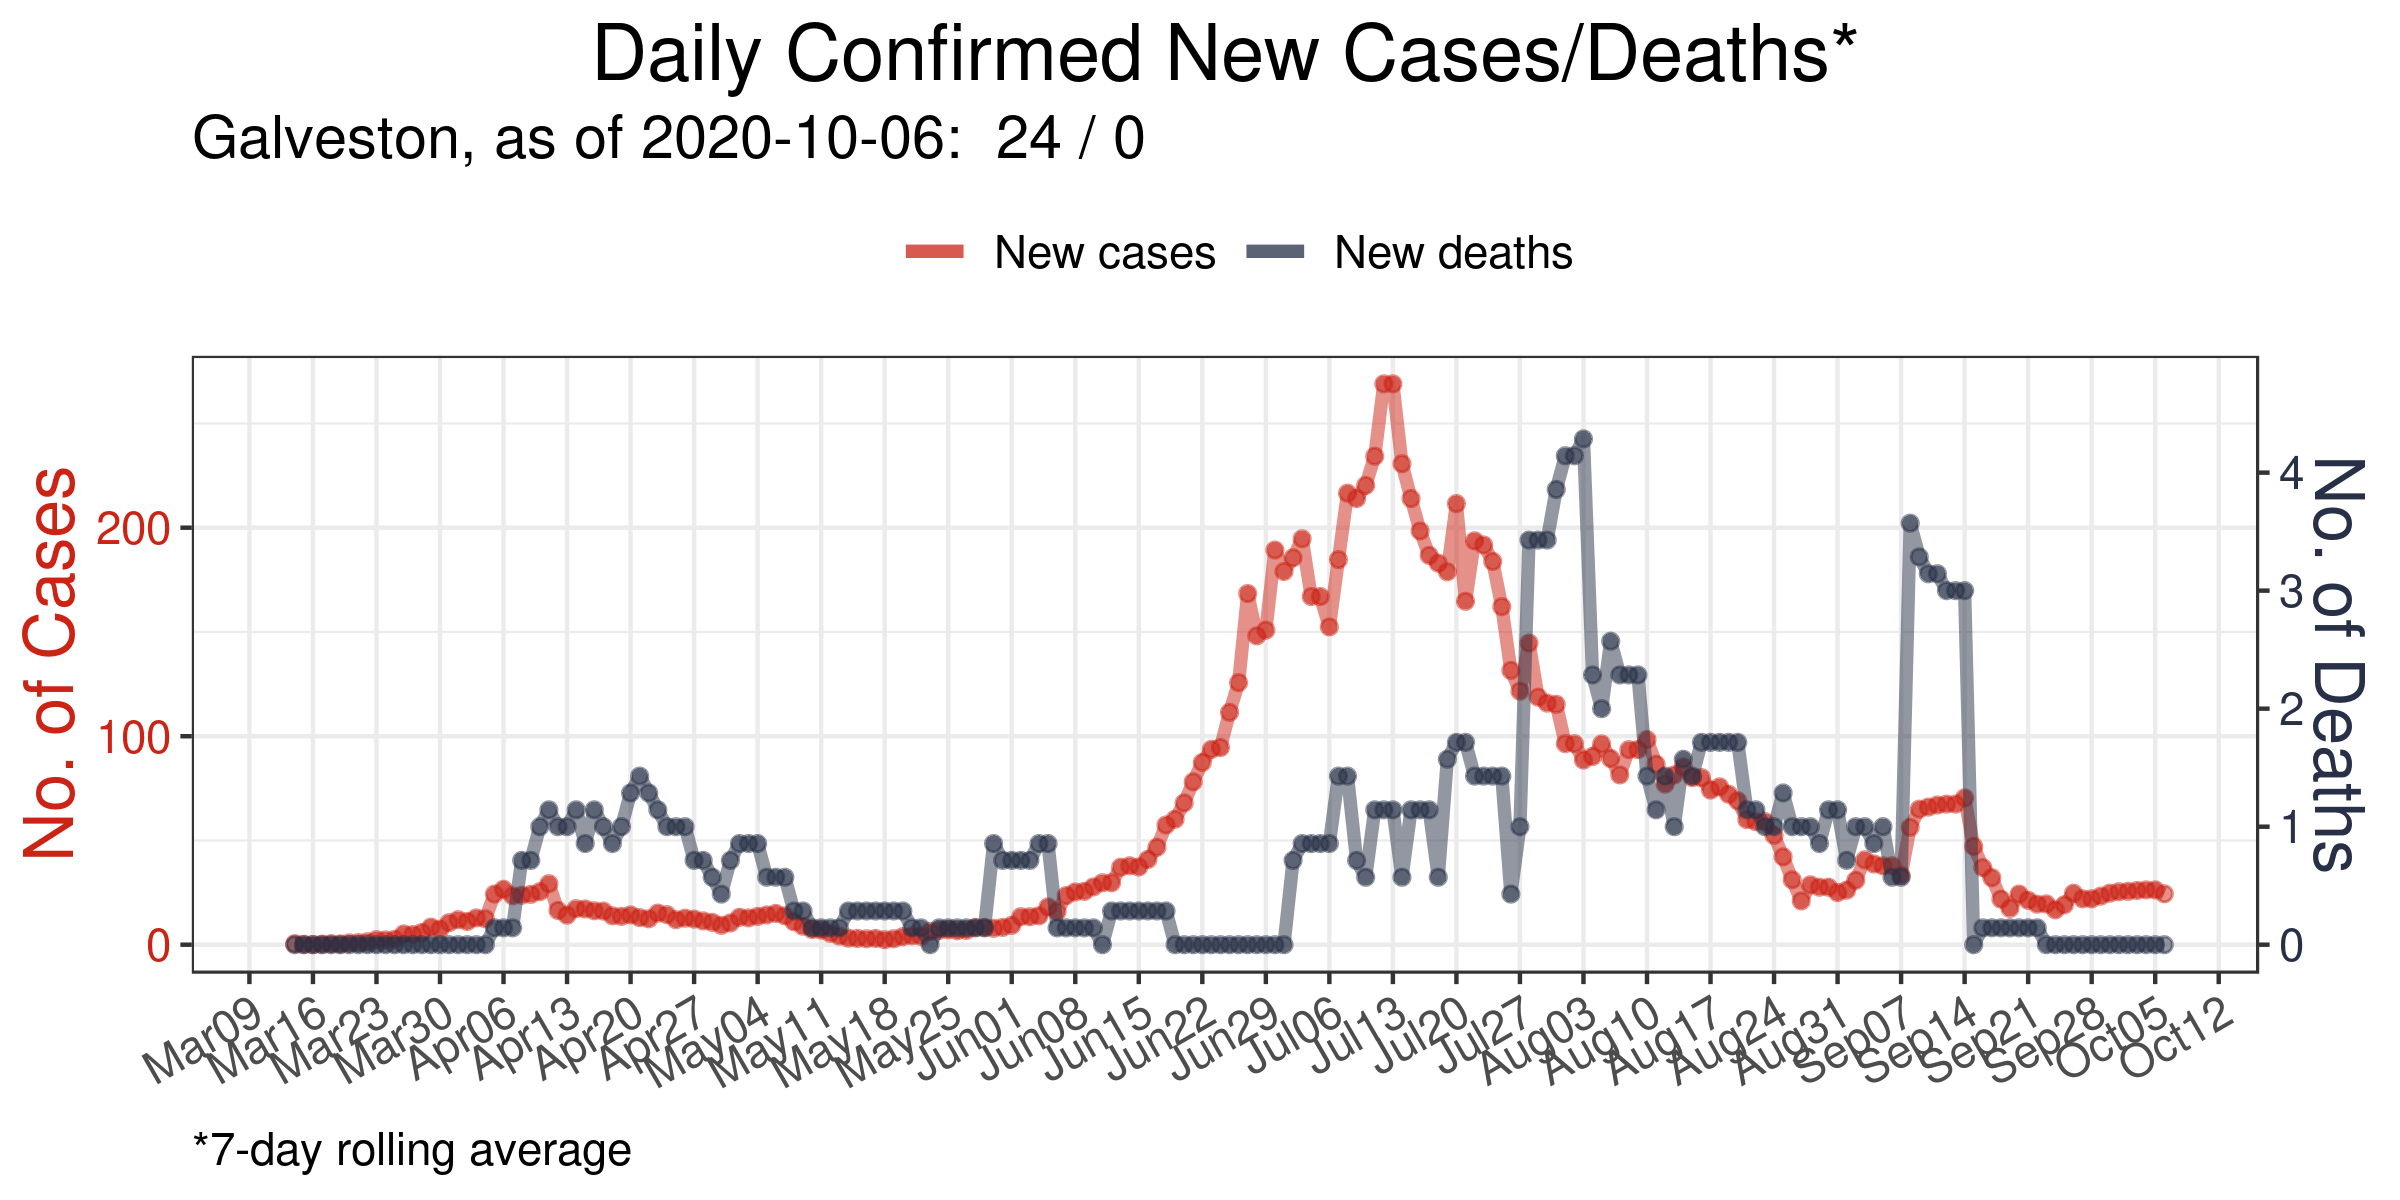 Daily Confirmed New Cases/Deaths*
Galveston, as of 2020-10-06:  24 / 0
New cases
New deaths
No. of Cases
200
100
0
4
3
2
1
0
No. of Deaths
Mar09
Mar16
Mar23
Mar30
Apr06
Apr13
Apr20
Apr27
May04
May11
May18
May25
Jun01
Jun08
Jun15
Jun22
Jun29
Jul06
Jul13
Jul20
Jul27
Aug03
Aug10
Aug17
Aug24
Aug31
Sep07
Sep14
Sep21
Sep28
Oct05
Oct12
*7-day rolling average